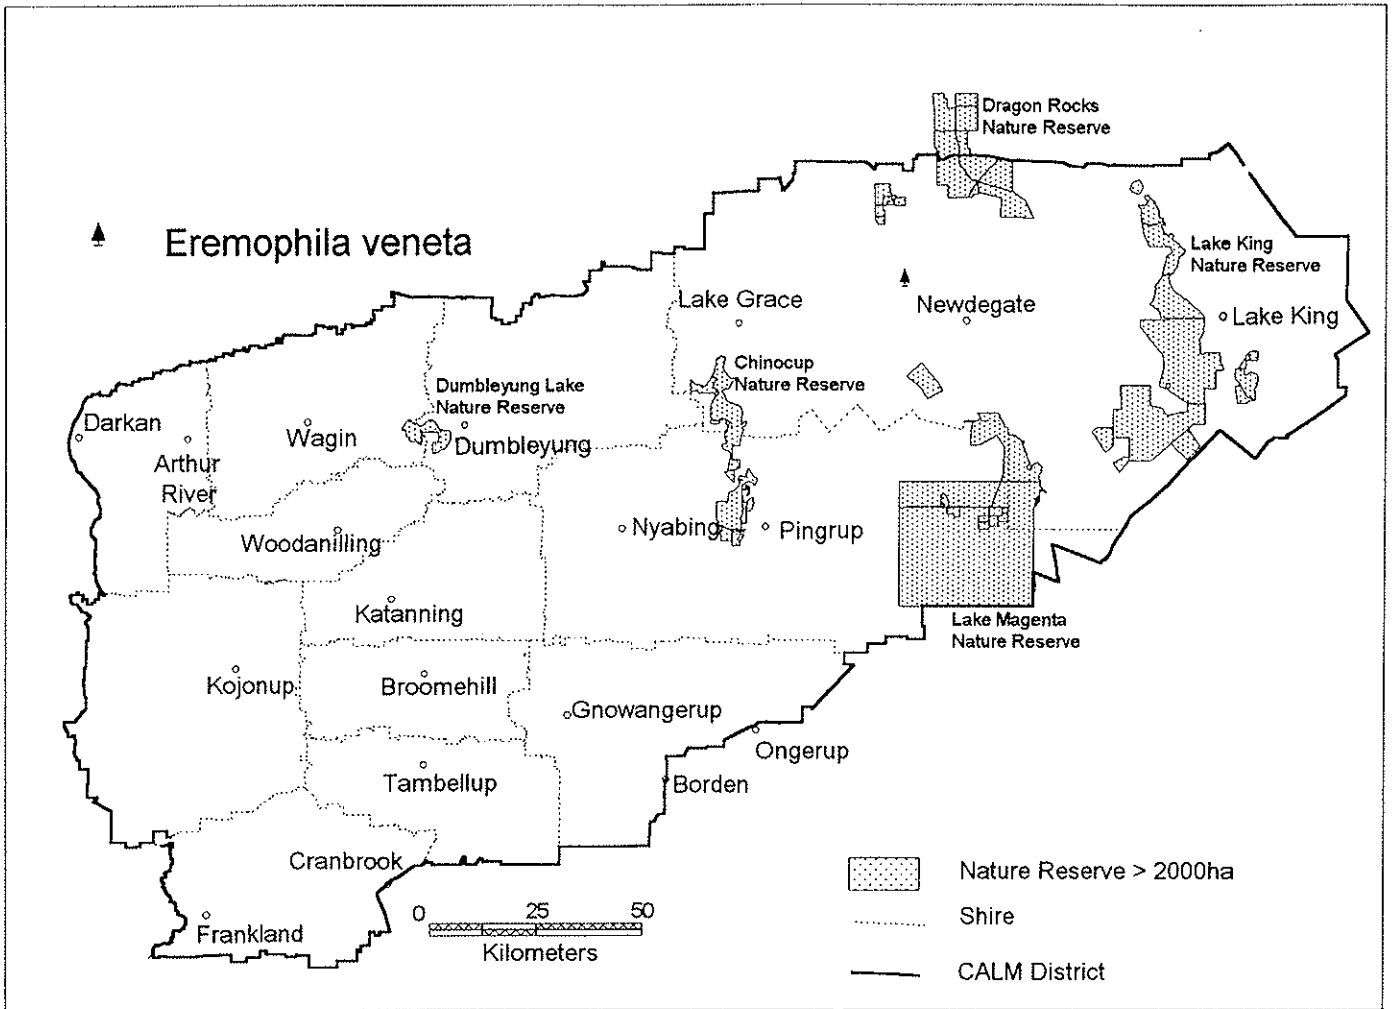 Dragon Rocks
Nature Reserve
Eremophila veneta
Lake King
Nature Reserve
Lake Grace
Newdegate
Lake King
Chinocup
Nature Reserve
Dumbleyung Lake
Nature Reserve
Darkan
Wagin
Dumbleyung
Arthur
River
Woodanilling
Nyabing
Pingrup
Katanning
Lake Magenta
Nature Reserve
Kojonup
Broomehill
Gnowangerup
Ongerup
Tambellup
Borden
Cranbrook
Frankland
0 25 50
Kilometers
Nature Reserve > 2000ha
Shire
CALM District